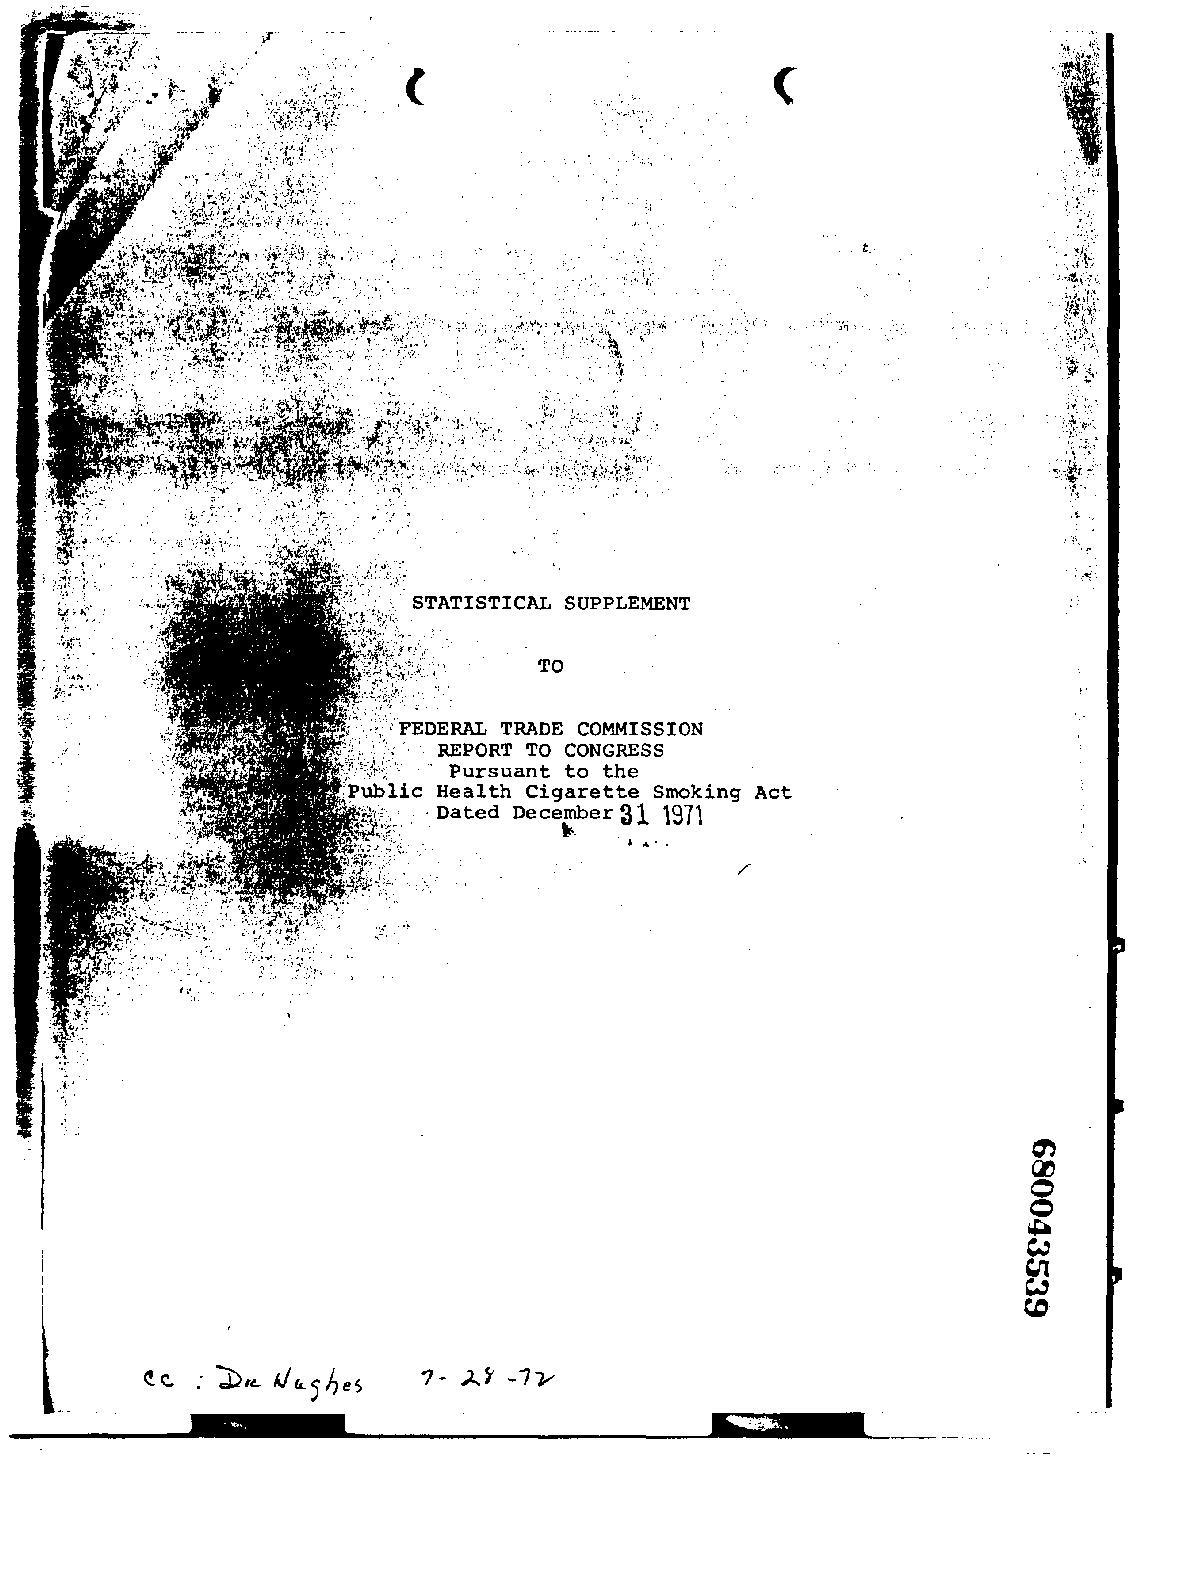 STATISTICAL SUPPLEMENT
TO
FEDERAL TRADE COMMISSION
REPORT TO CONGRESS
Pursuant to the
Public Health Cigarette Smoking Act
Dated December 31 1971
680043539
cc : Dr Hughes 7-28-72